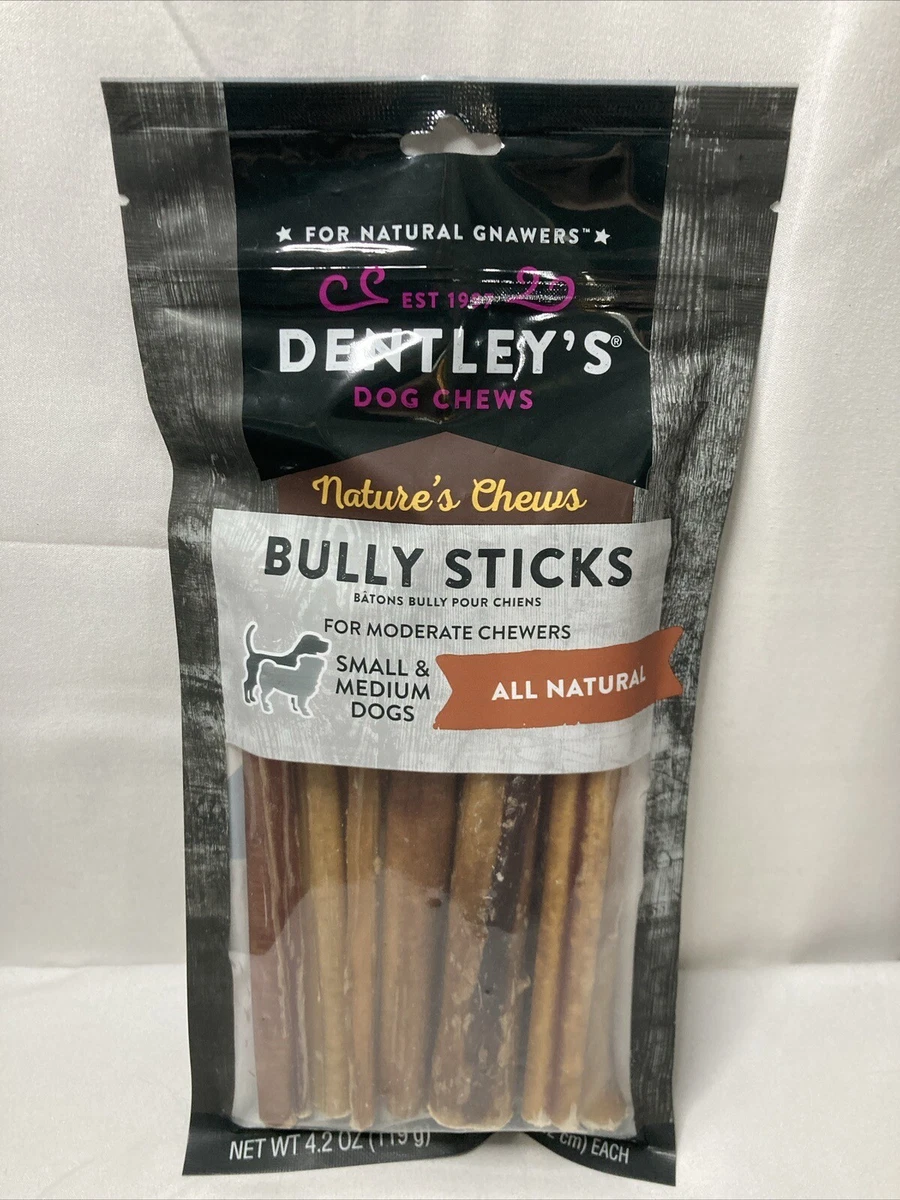 FOR NATURAL GNAWERS™
EST
DENTLEY'S®
DOG CHEWS
Nature's Chews
BULLY STICKS
BÂTONS BULLY POUR CHIENS
FOR MODERATE CHEWERS
SMALL &
MEDIUM
DOGS
ALL NATURAL
NET WT 4.2 OZ (119 g)
cm) EACH